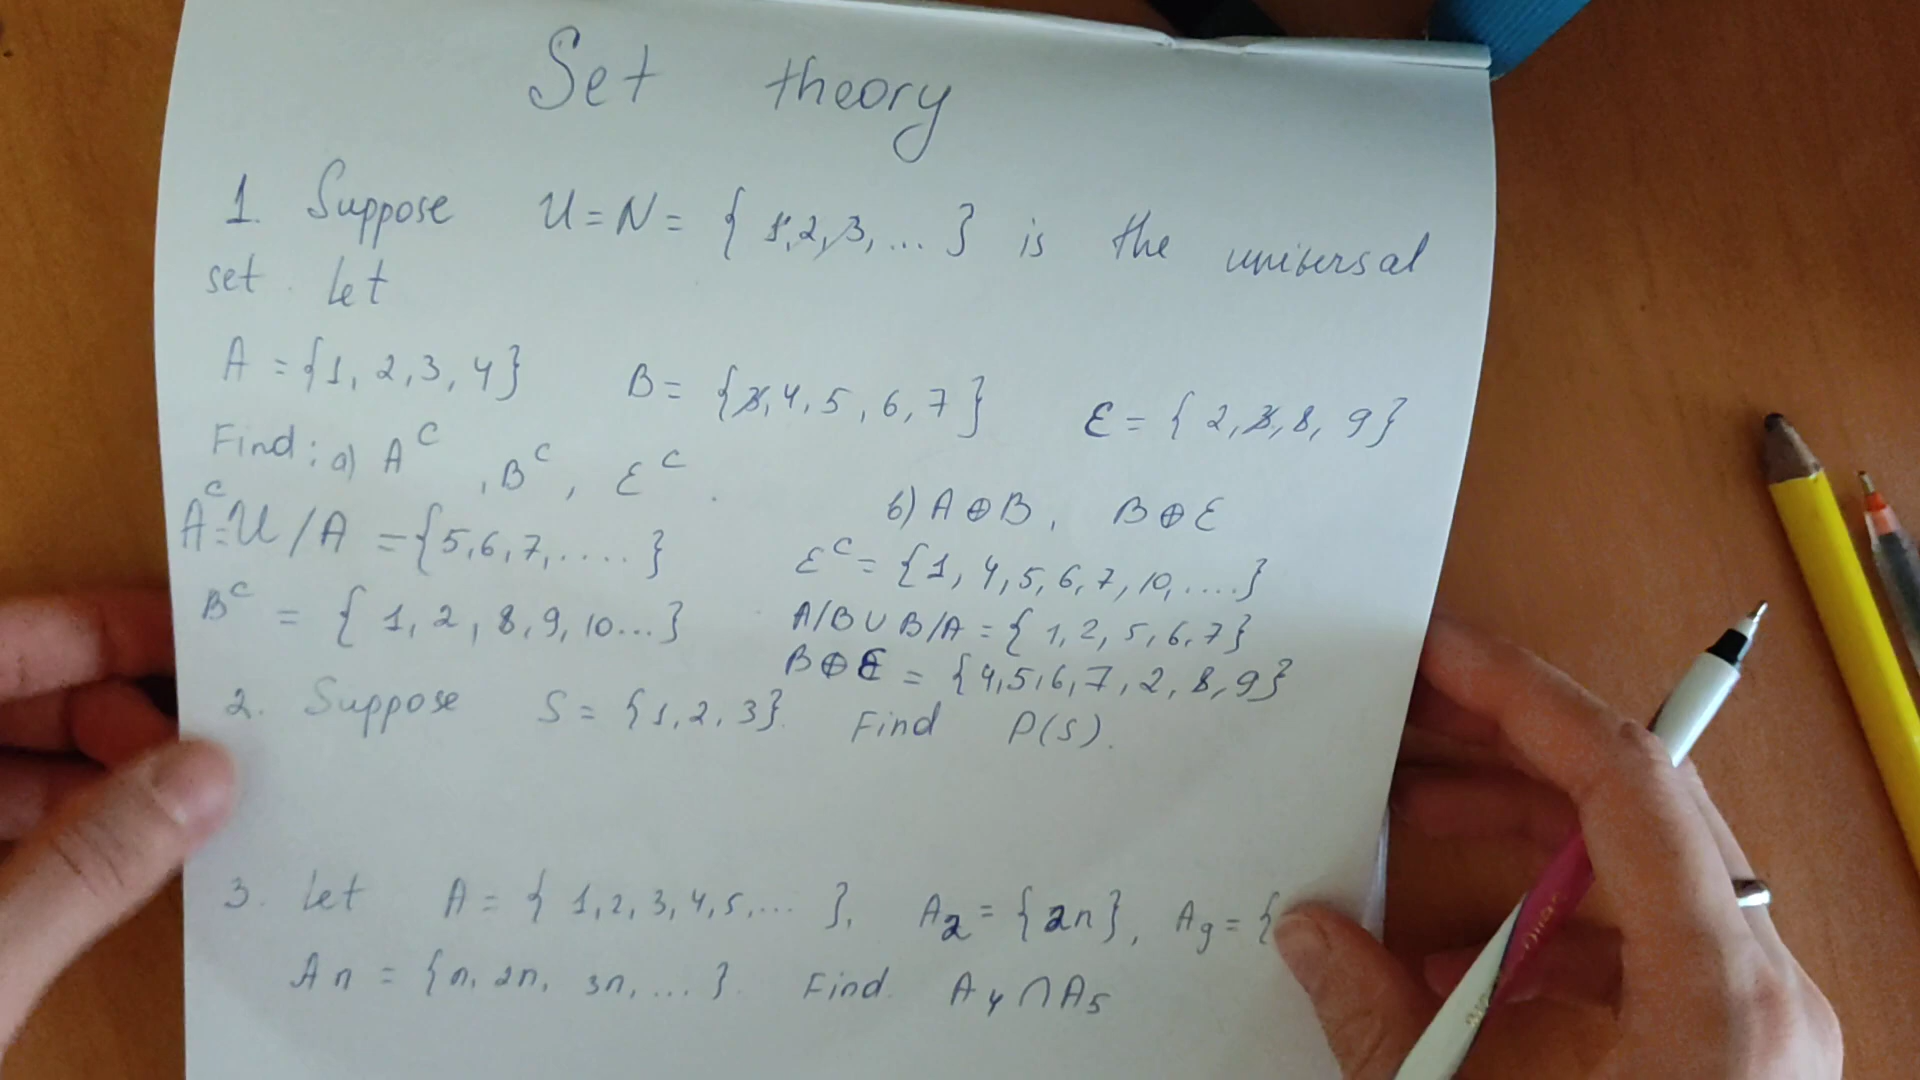 Set theory
1. Suppose U = N = { 1, 2, 3, ... } is the universal
set. Let
A = {1, 2, 3, 4} B = {3, 4, 5, 6, 7} ε = { 2, 3, 8, 9}
Find: a) A^C, B^C, ε^C.
б) A ⊕ B, B ⊕ ε
A^C = U / A = {5, 6, 7, ....}
ε^C = {1, 4, 5, 6, 7, 10, ....}
B^C = { 1, 2, 8, 9, 10...}
A/B ∪ B/A = { 1, 2, 5, 6, 7}
B ⊕ ε = {4, 5, 6, 7, 2, 8, 9}
2. Suppose S = {1, 2, 3}. Find P(S).
3. Let A = { 1, 2, 3, 4, 5, ... }, A₂ = {2n}, A₉ = {
An = {n, 2n, 3n, ... }. Find A₄ ∩ A₅